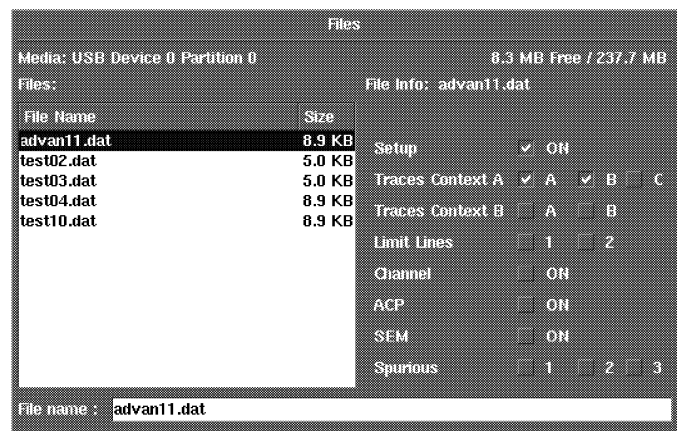 Files
Media: USB Device 0 Partition 0
8.3 MB Free / 237.7 MB
Files:
File Info: advan11.dat
File Name Size
advan11.dat 8.9 KB
test02.dat 5.0 KB
test03.dat 5.0 KB
test04.dat 8.9 KB
test10.dat 8.9 KB
Setup ON
Traces Context A A B C
Traces Context B A B
Limit Lines 1 2
Channel ON
ACP ON
SEM ON
Spurious 1 2 3
File name : advan11.dat